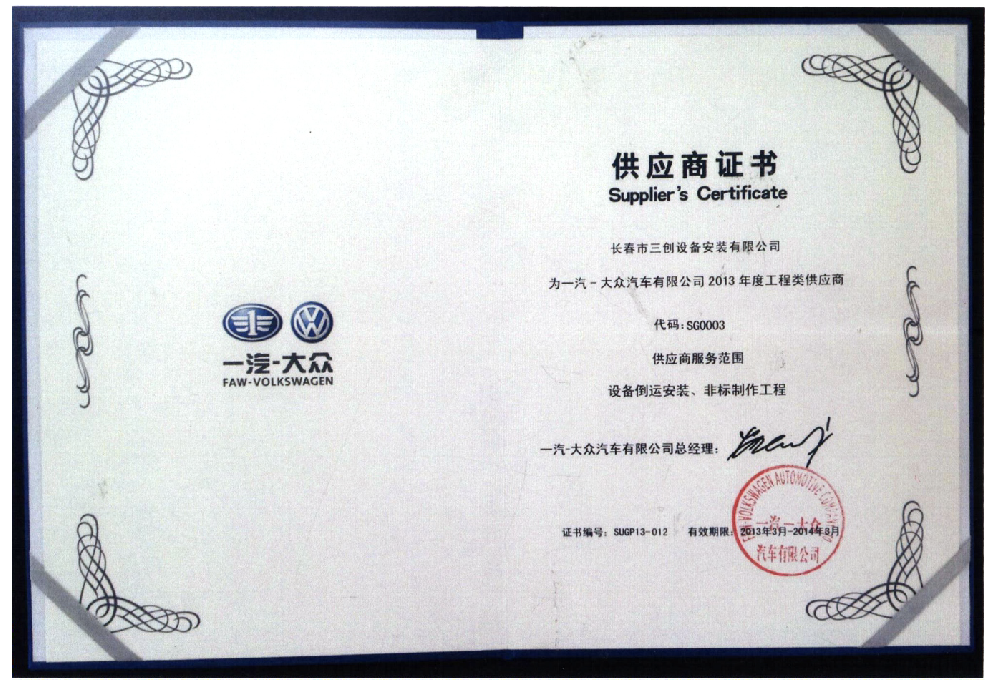 一汽-大众
FAW-VOLKSWAGEN
供应商证书
Supplier's Certificate
长春市三创设备安装有限公司
为一汽-大众汽车有限公司 2013 年度工程类供应商
代码:SG0003
供应商服务范围
设备倒运安装、非标制作工程
一汽-大众汽车有限公司总经理:
证书编号: SUGP13-012 有效期限:2013年3月-2014年3月
FAW-VOLKSWAGEN AUTOMOTIVE COMPANY
一汽-大众
汽车有限公司